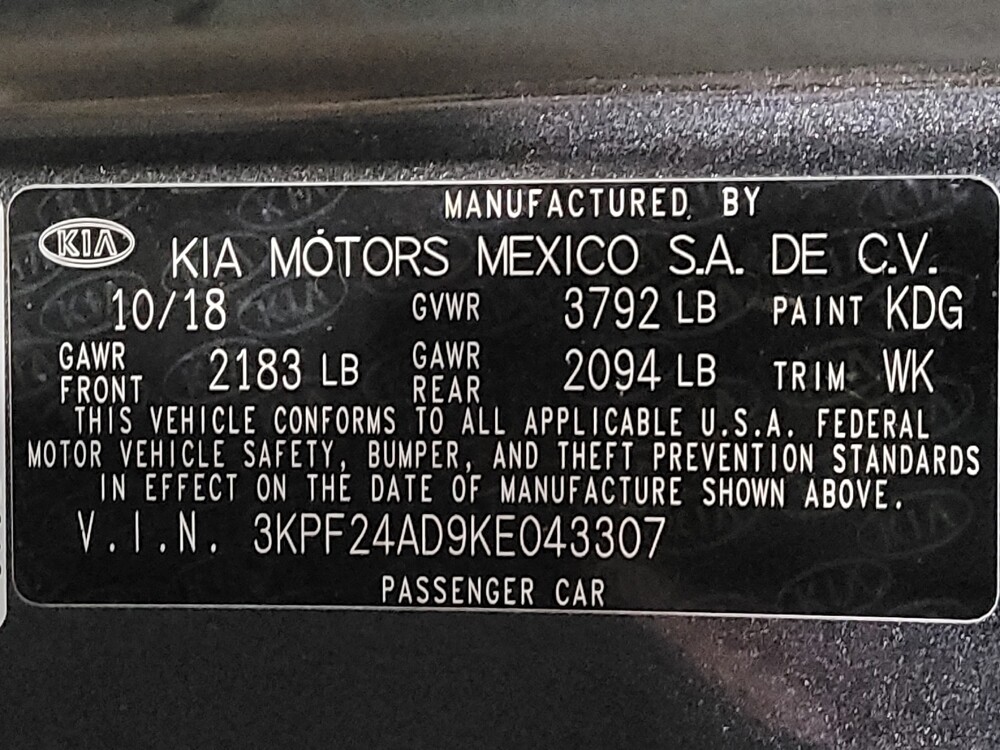 MANUFACTURED BY
KIA KIA MOTORS MEXICO S.A. DE C.V.
10/18 GVWR 3792 LB PAINT KDG
GAWR FRONT 2183 LB GAWR REAR 2094 LB TRIM WK
THIS VEHICLE CONFORMS TO ALL APPLICABLE U.S.A. FEDERAL
MOTOR VEHICLE SAFETY, BUMPER, AND THEFT PREVENTION STANDARDS
IN EFFECT ON THE DATE OF MANUFACTURE SHOWN ABOVE.
V.I.N. 3KPF24AD9KE043307
PASSENGER CAR